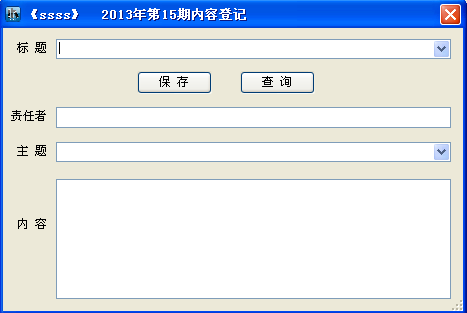 《ssss》 2013年第15期内容登记
标 题
保 存 查 询
责任者
主 题
内 容